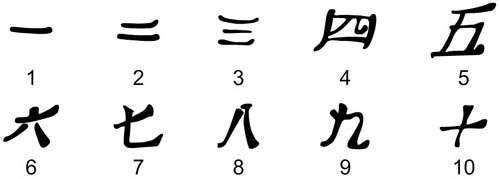 一 二 三 四 五
1 2 3 4 5
六 七 八 九 十
6 7 8 9 10